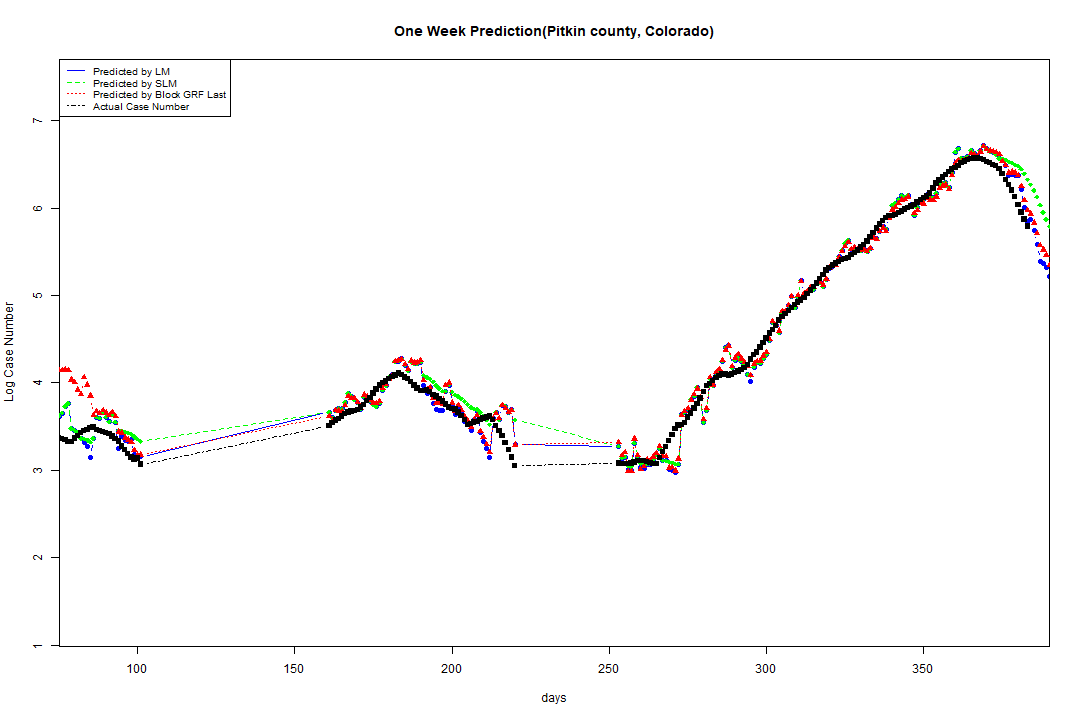 One Week Prediction(Pitkin county, Colorado)
Predicted by LM
Predicted by SLM
Predicted by Block GRF Last
Actual Case Number
Log Case Number
7
6
5
4
3
2
1
100 150 200 250 300 350
days